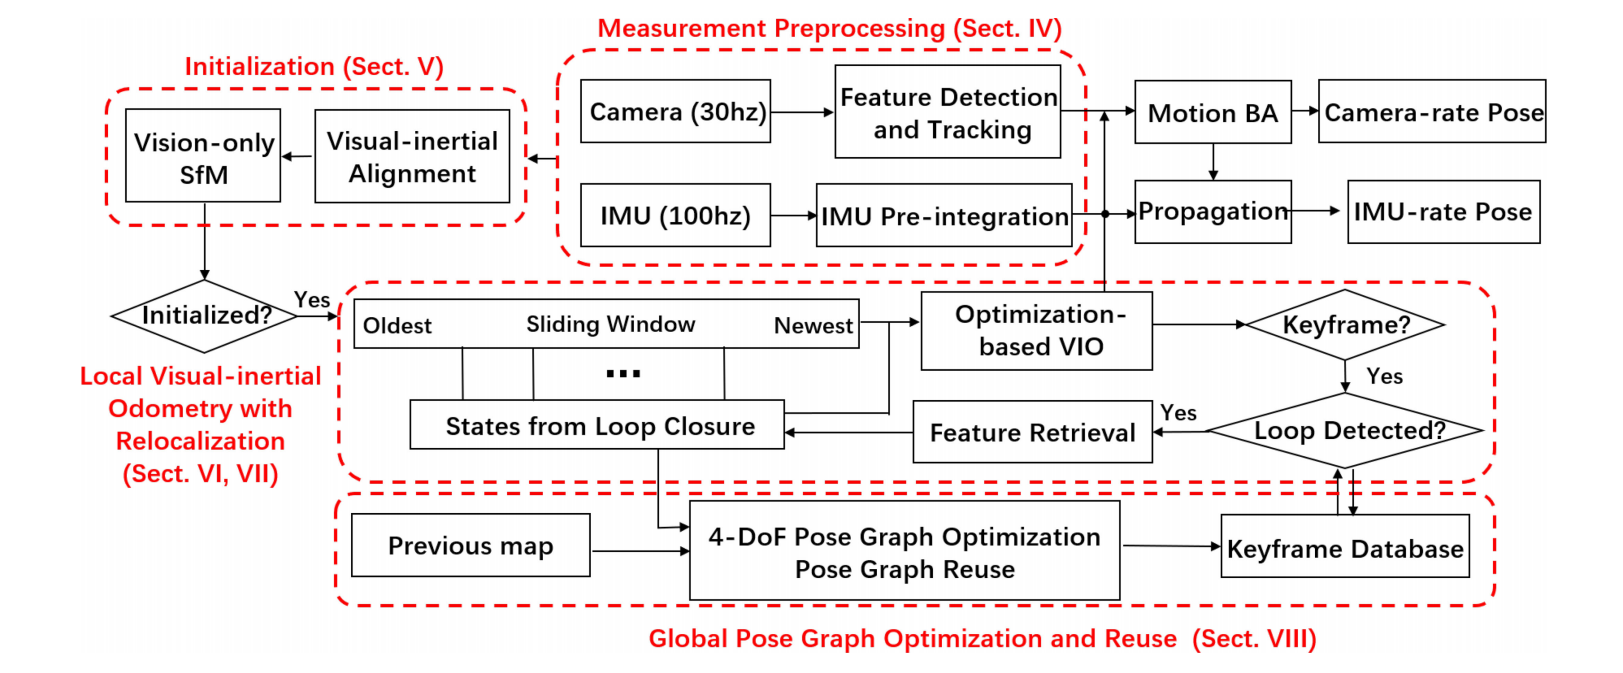 Measurement Preprocessing (Sect. IV)
Initialization (Sect. V)
Vision-only
SfM
Visual-inertial
Alignment
Camera (30hz)
Feature Detection
and Tracking
Motion BA
Camera-rate Pose
IMU (100hz)
IMU Pre-integration
Propagation
IMU-rate Pose
Initialized?
Yes
Oldest
Sliding Window
Newest
...
States from Loop Closure
Optimization-
based VIO
Keyframe?
Yes
Loop Detected?
Yes
Feature Retrieval
Local Visual-inertial
Odometry with
Relocalization
(Sect. VI, VII)
Previous map
4-DoF Pose Graph Optimization
Pose Graph Reuse
Keyframe Database
Global Pose Graph Optimization and Reuse (Sect. VIII)